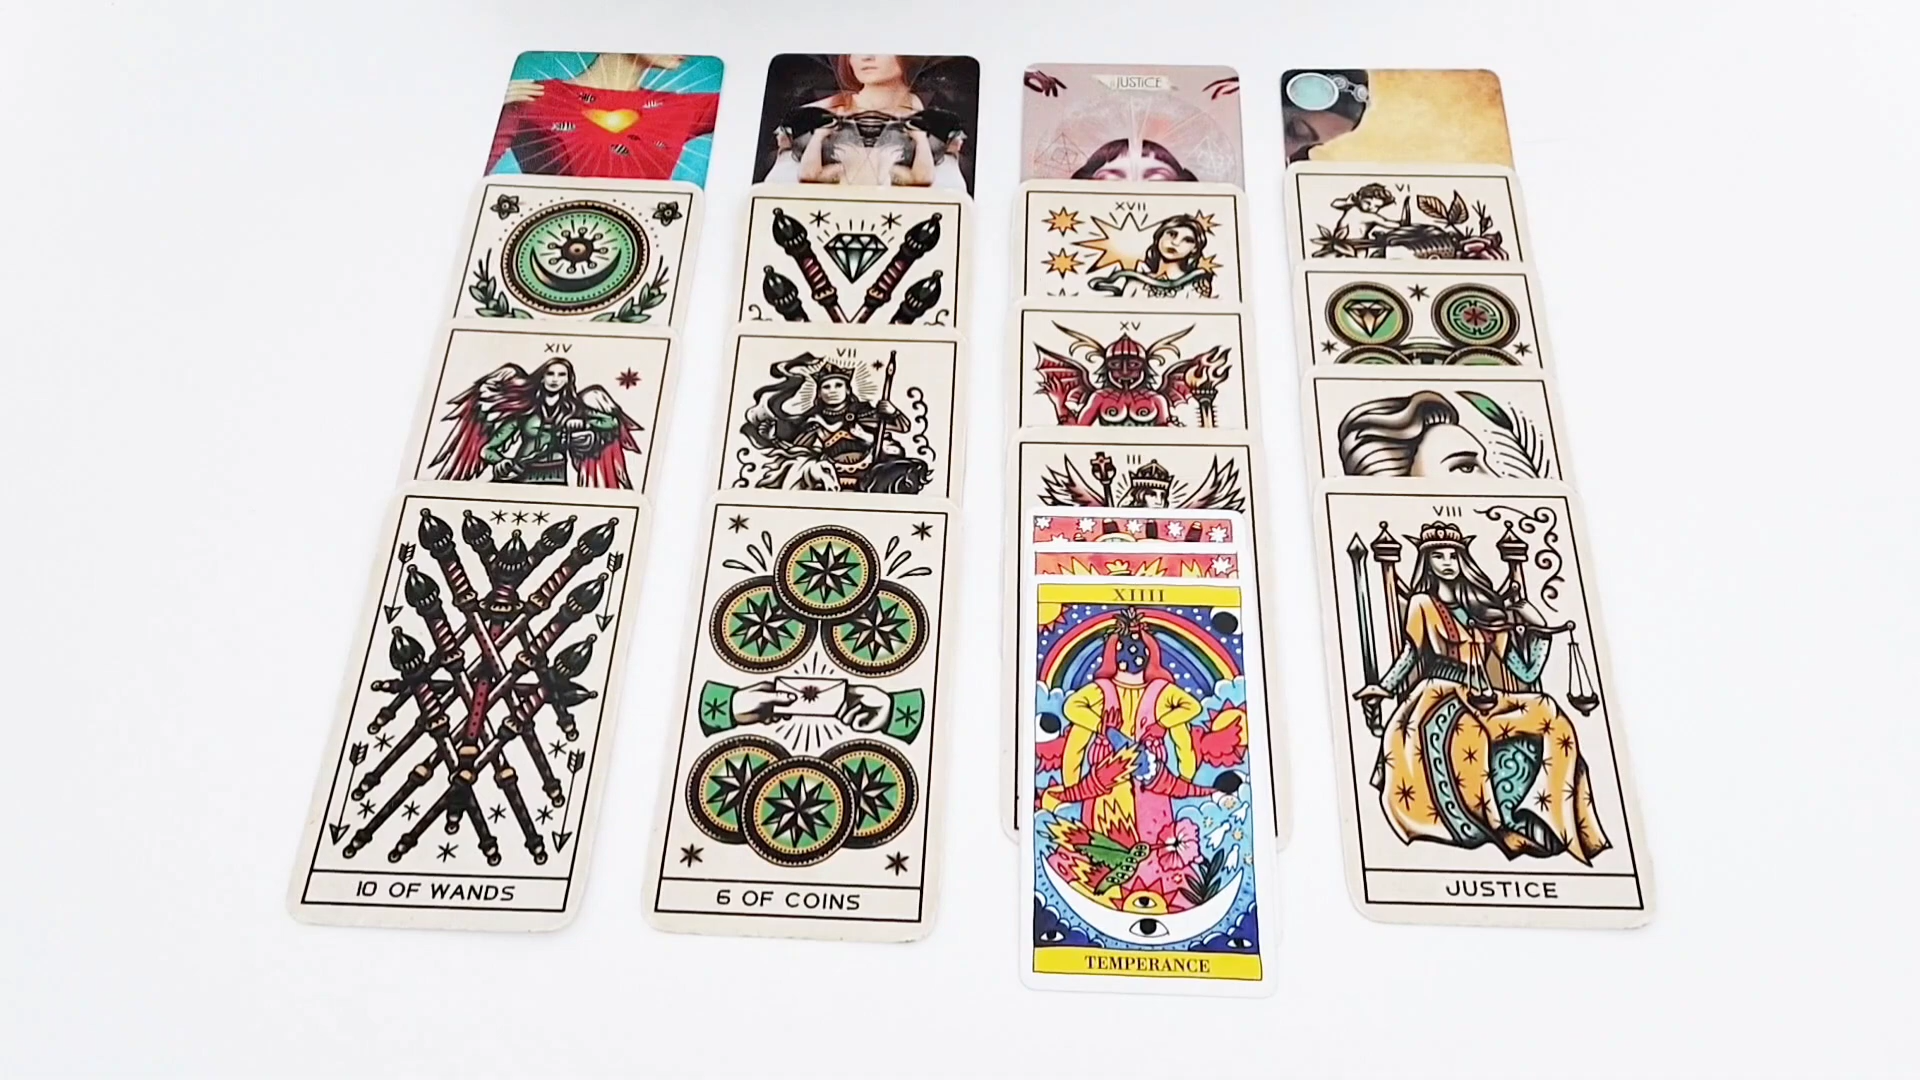 JUSTICE
XVII
VI
XIV
VII
XV
III
VIII
XIIII
10 OF WANDS
6 OF COINS
TEMPERANCE
JUSTICE